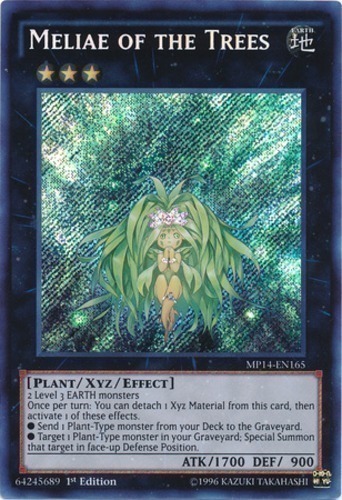 MELIAE OF THE TREES
EARTH
地
MP14-EN165
[PLANT/XYZ/EFFECT]
2 Level 3 EARTH monsters
Once per turn: You can detach 1 Xyz Material from this card, then
activate 1 of these effects.
● Send 1 Plant-Type monster from your Deck to the Graveyard.
● Target 1 Plant-Type monster in your Graveyard; Special Summon
that target in face-up Defense Position.
ATK/1700 DEF/ 900
64245689 1st Edition ©1996 KAZUKI TAKAHASHI